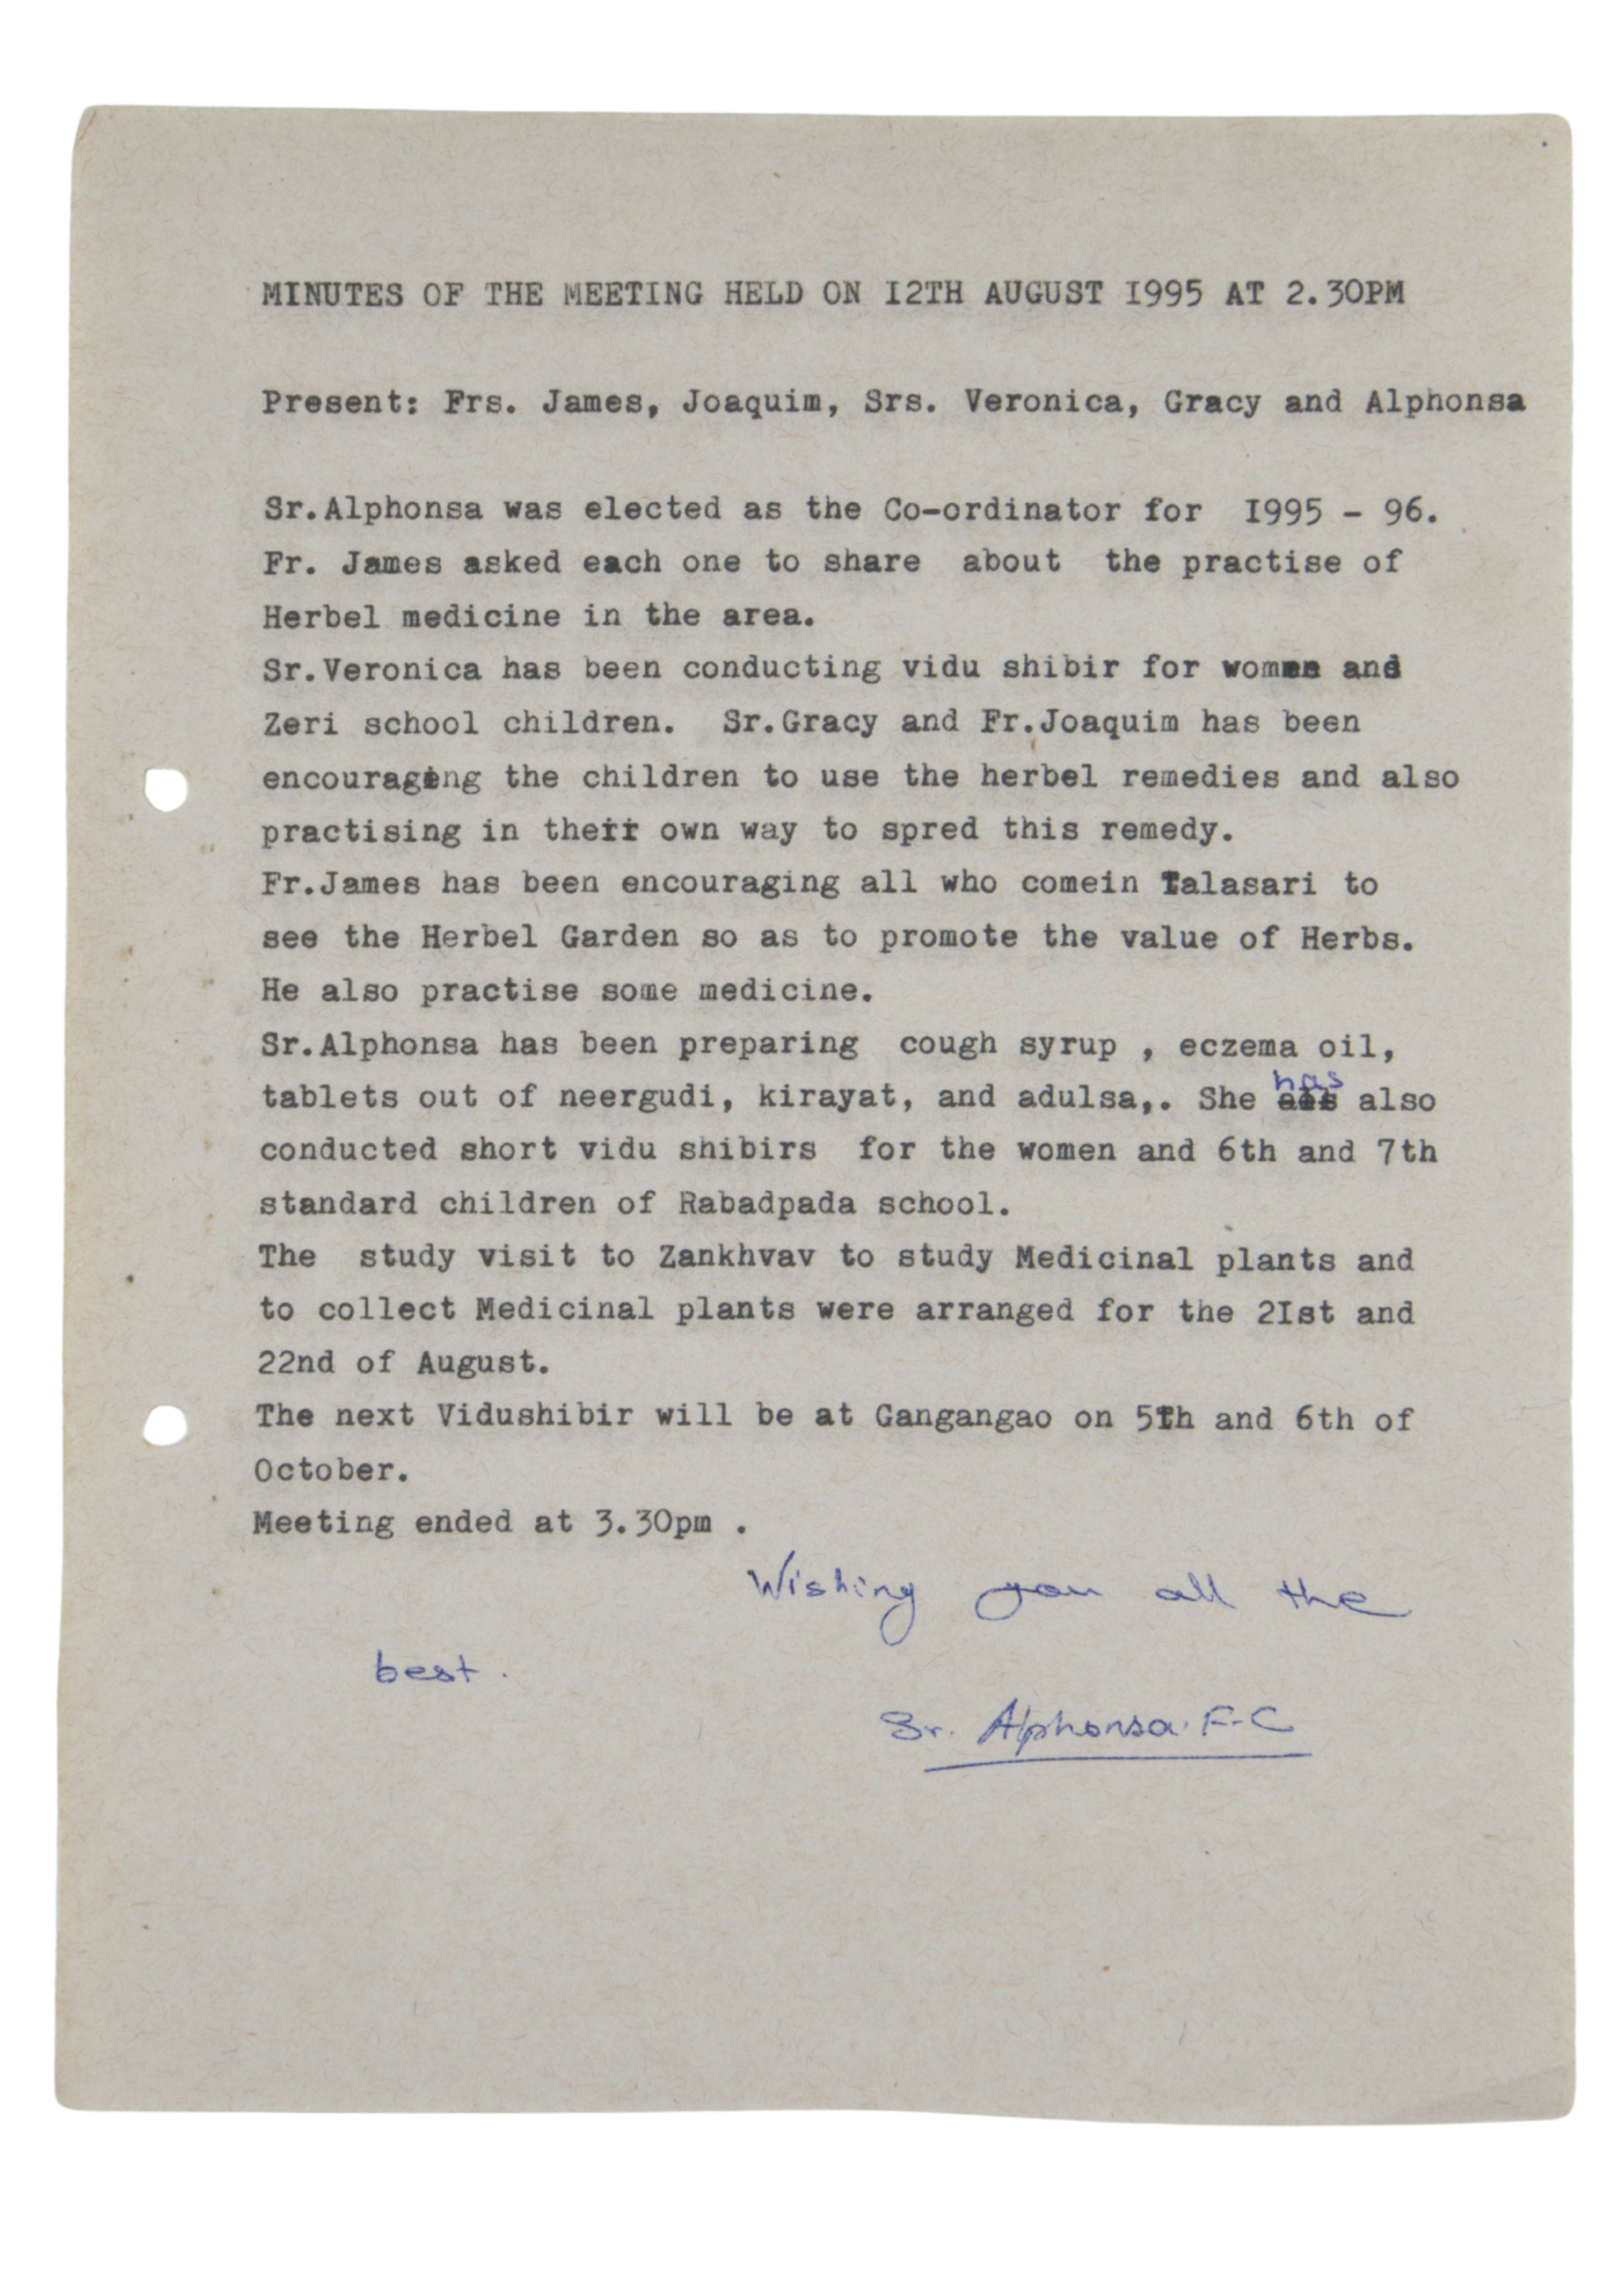 MINUTES OF THE MEETING HELD ON I2TH AUGUST I995 AT 2.30PM
Present: Frs. James, Joaquim, Srs. Veronica, Gracy and Alphonsa
Sr.Alphonsa was elected as the Co-ordinator for I995 - 96.
Fr. James asked each one to share about the practise of
Herbel medicine in the area.
Sr.Veronica has been conducting vidu shibir for women and
Zeri school children. Sr.Gracy and Fr.Joaquim has been
encouraging the children to use the herbel remedies and also
practising in their own way to spred this remedy.
Fr.James has been encouraging all who comein Talasari to
see the Herbel Garden so as to promote the value of Herbs.
He also practise some medicine.
Sr.Alphonsa has been preparing cough syrup , eczema oil,
tablets out of neergudi, kirayat, and adulsa,. She has also
conducted short vidu shibirs for the women and 6th and 7th
standard children of Rabadpada school.
The study visit to Zankhvav to study Medicinal plants and
to collect Medicinal plants were arranged for the 2Ist and
22nd of August.
The next Vidushibir will be at Gangangao on 5Th and 6th of
October.
Meeting ended at 3.30pm .
Wishing you all the
best.
Sr. Alphonsa. F.C